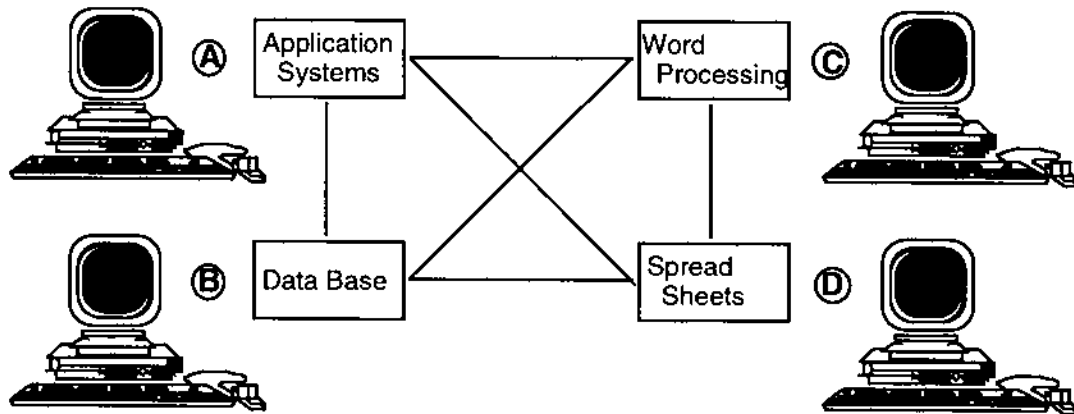 A
Application
Systems
Word
Processing
C
B
Data Base
Spread
Sheets
D